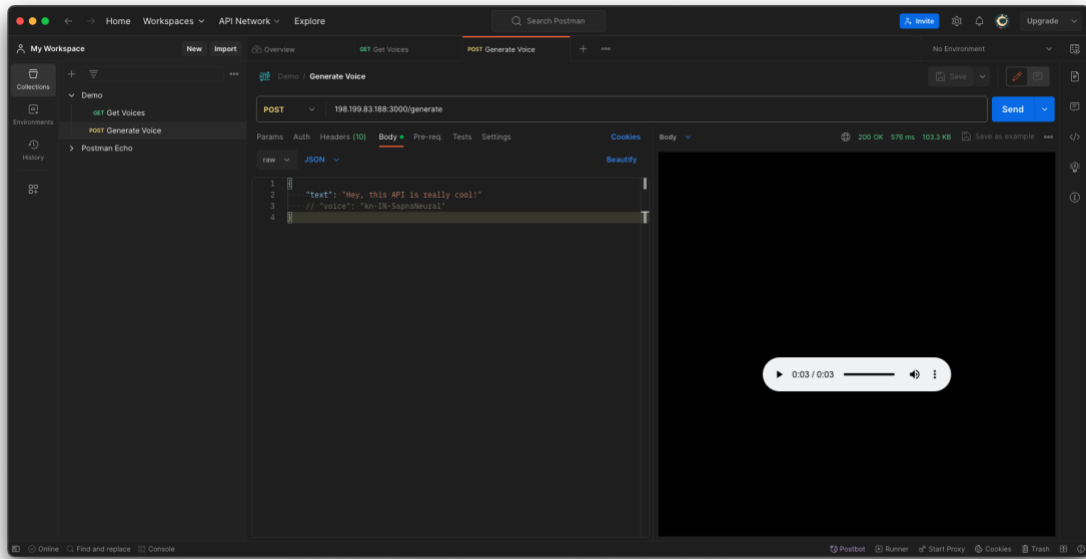 Home Workspaces API Network Explore Search Postman Invite Upgrade
My Workspace New Import Overview GET Get Voices POST Generate Voice No Environment
Collections
Environments
History
Demo
GET Get Voices
POST Generate Voice
Postman Echo
Demo / Generate Voice Save
POST 198.199.83.188:3000/generate Send
Params Auth Headers (10) Body Pre-req. Tests Settings Cookies
raw JSON Beautify
1 {
2 "text": "Hey, this API is really cool!"
3 // "voice": "kn-IN-SapnaNeural"
4 }
Body 200 OK 576 ms 103.3 KB Save as example
0:03 / 0:03
Online Find and replace Console Postbot Runner Start Proxy Cookies Trash